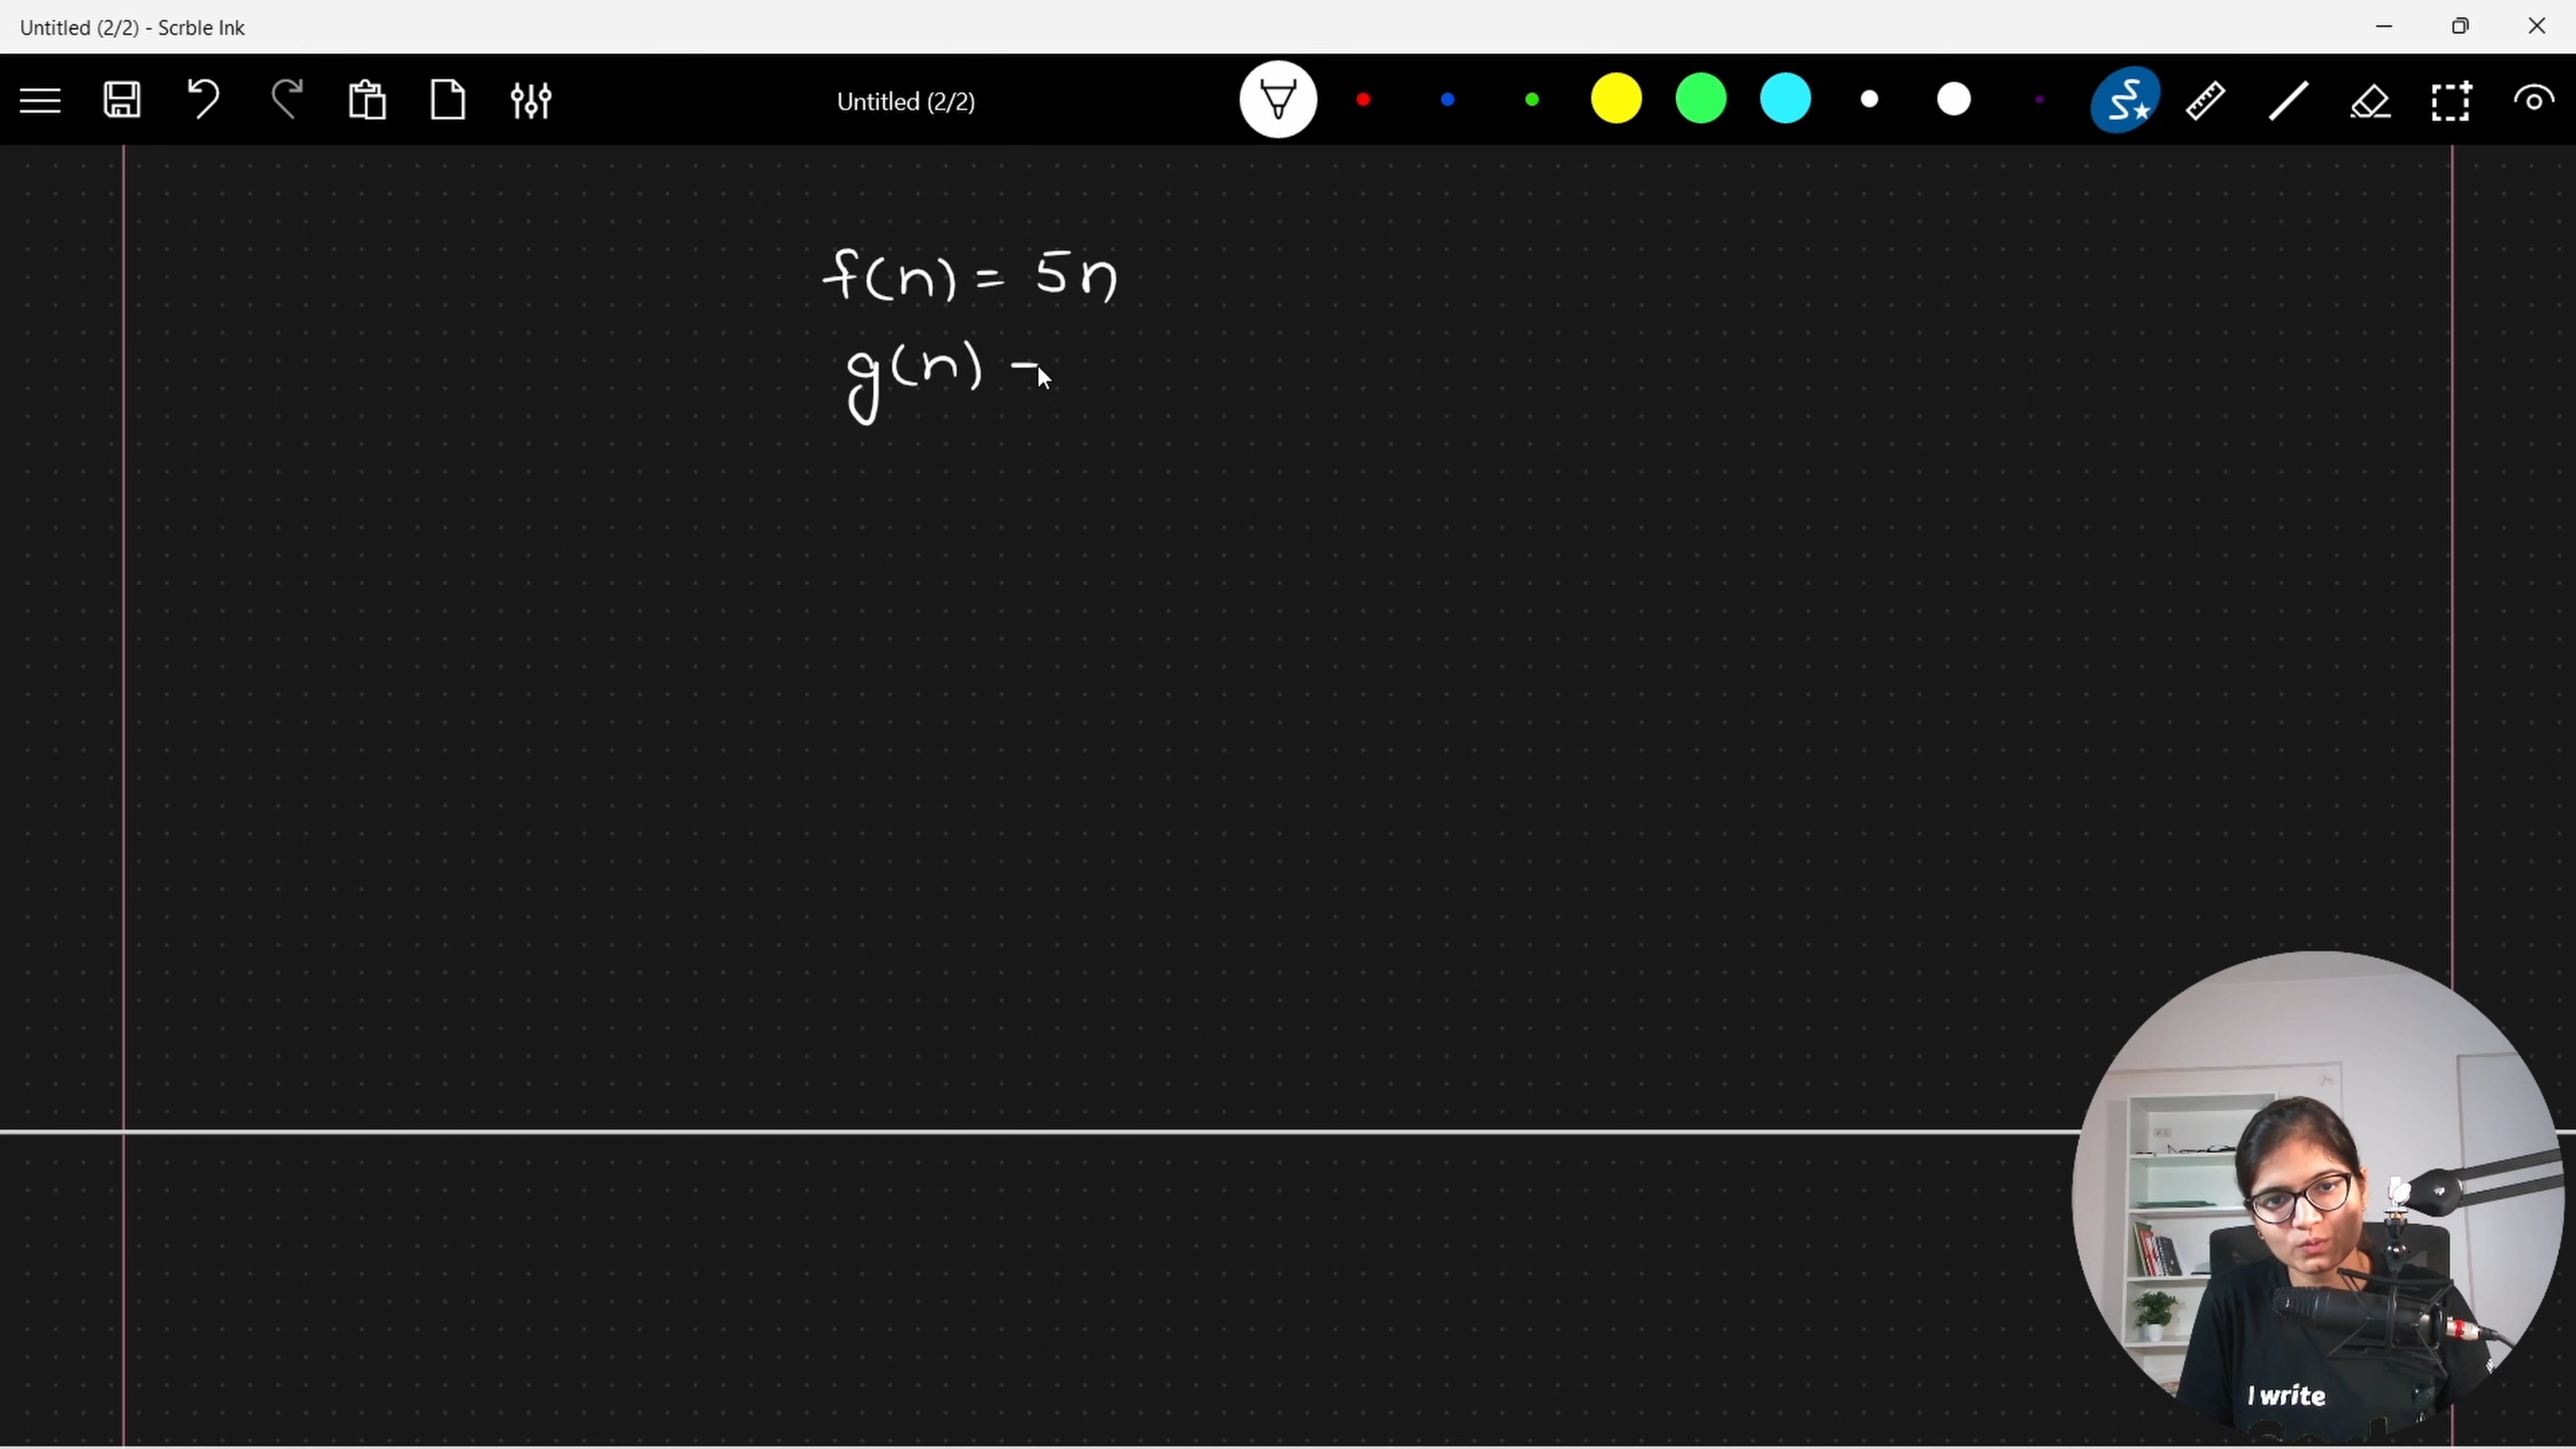 Untitled (2/2) - Scrble Ink
Untitled (2/2)
f(n) = 5n
g(n) -
I write